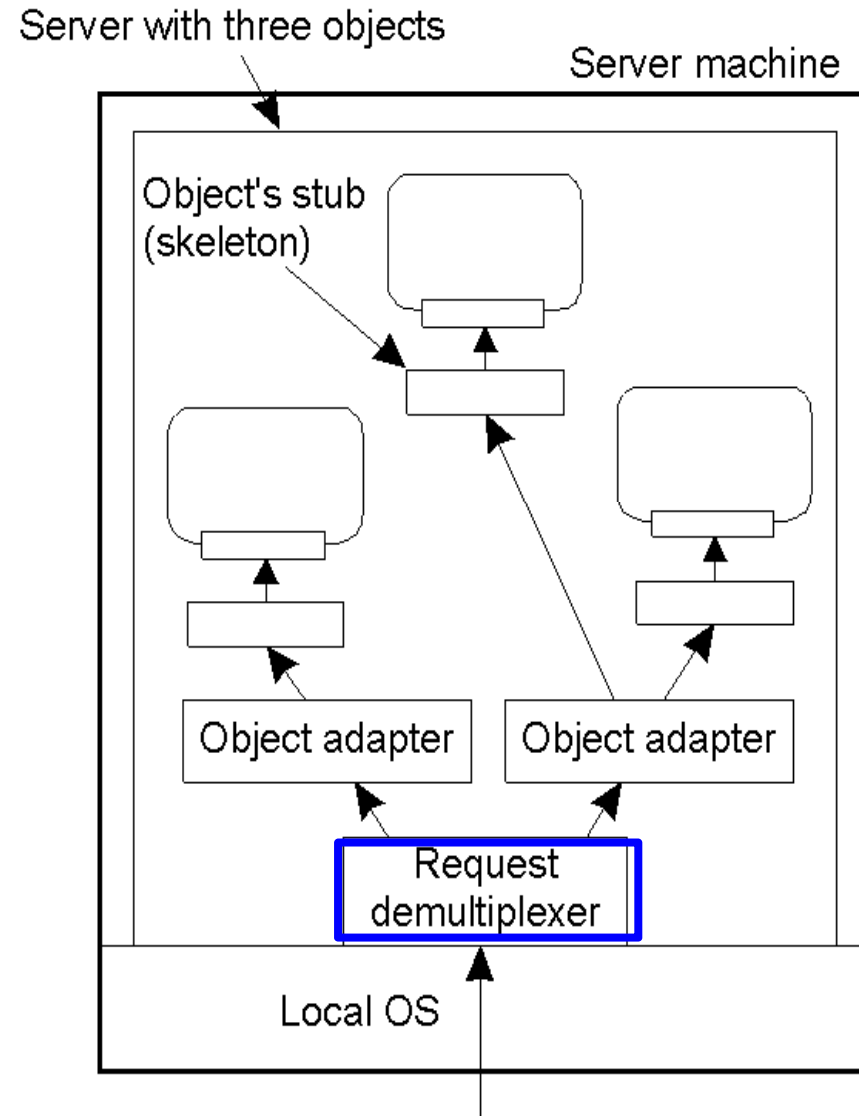 Server with three objects
Server machine
Object's stub
(skeleton)
Object adapter
Object adapter
Request
demultiplexer
Local OS